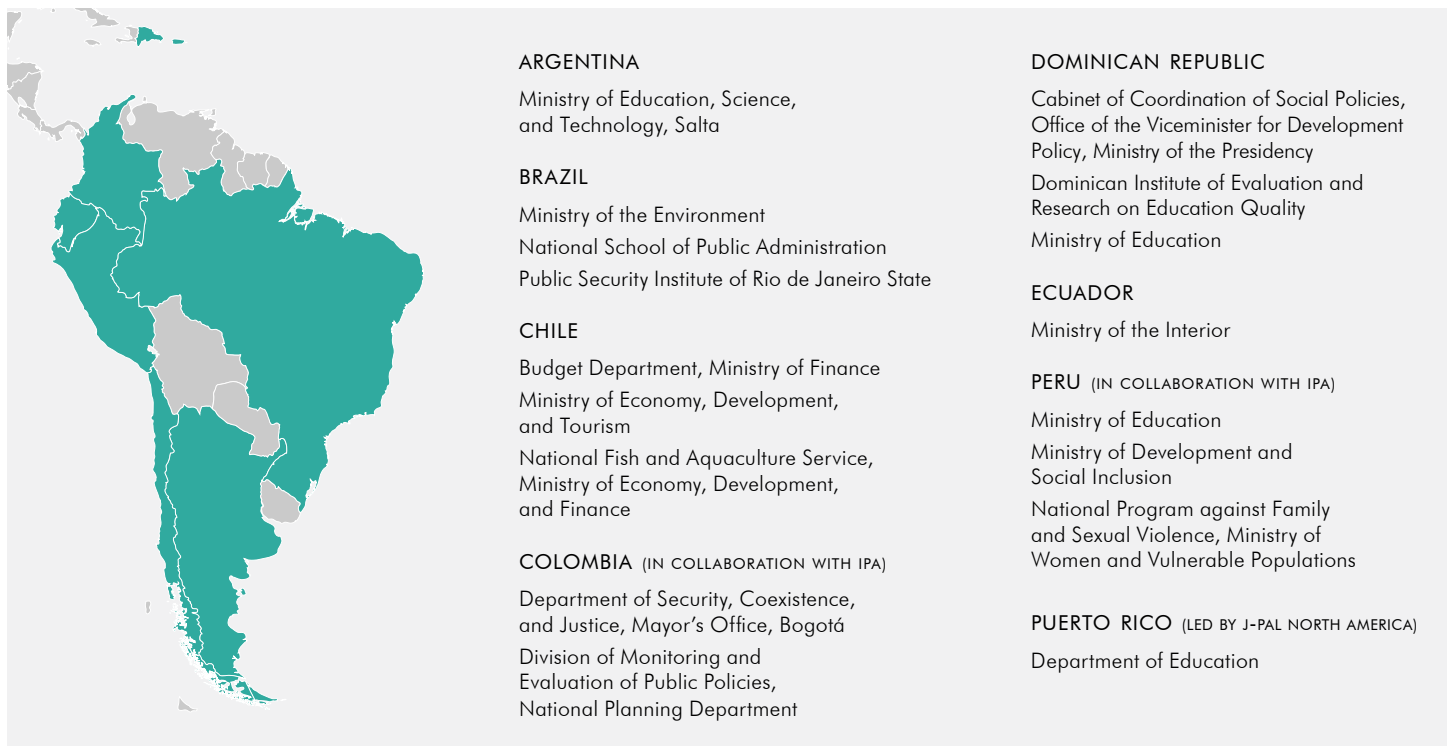 ARGENTINA
Ministry of Education, Science,
and Technology, Salta
BRAZIL
Ministry of the Environment
National School of Public Administration
Public Security Institute of Rio de Janeiro State
CHILE
Budget Department, Ministry of Finance
Ministry of Economy, Development,
and Tourism
National Fish and Aquaculture Service,
Ministry of Economy, Development,
and Finance
COLOMBIA (IN COLLABORATION WITH IPA)
Department of Security, Coexistence,
and Justice, Mayor's Office, Bogotá
Division of Monitoring and
Evaluation of Public Policies,
National Planning Department
DOMINICAN REPUBLIC
Cabinet of Coordination of Social Policies,
Office of the Viceminister for Development
Policy, Ministry of the Presidency
Dominican Institute of Evaluation and
Research on Education Quality
Ministry of Education
ECUADOR
Ministry of the Interior
PERU (IN COLLABORATION WITH IPA)
Ministry of Education
Ministry of Development and
Social Inclusion
National Program against Family
and Sexual Violence, Ministry of
Women and Vulnerable Populations
PUERTO RICO (LED BY J-PAL NORTH AMERICA)
Department of Education